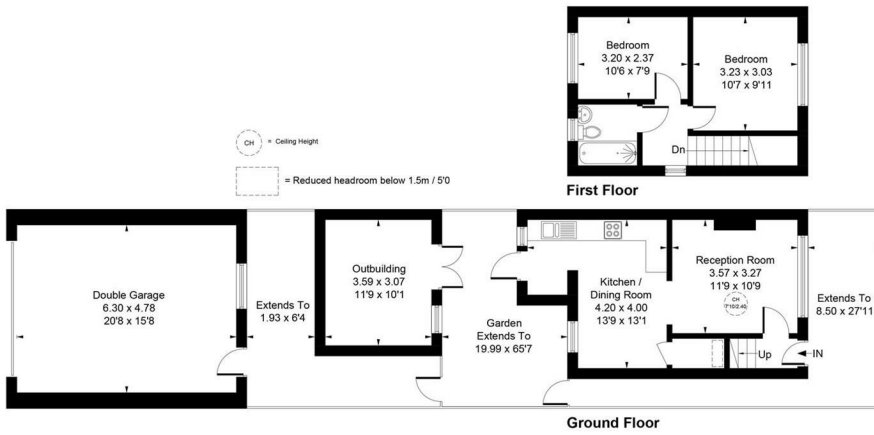 Bedroom
3.20 x 2.37
10'6 x 7'9
Bedroom
3.23 x 3.03
10'7 x 9'11
Dn
First Floor
CH
= Ceiling Height
= Reduced headroom below 1.5m / 5'0
Double Garage
6.30 x 4.78
20'8 x 15'8
Extends To
1.93 x 6'4
Outbuilding
3.59 x 3.07
11'9 x 10'1
Garden
Extends To
19.99 x 65'7
Kitchen /
Dining Room
4.20 x 4.00
13'9 x 13'1
Reception Room
3.57 x 3.27
11'9 x 10'9
CH
7'10/2.40
Up
IN
Extends To
8.50 x 27'11
Ground Floor